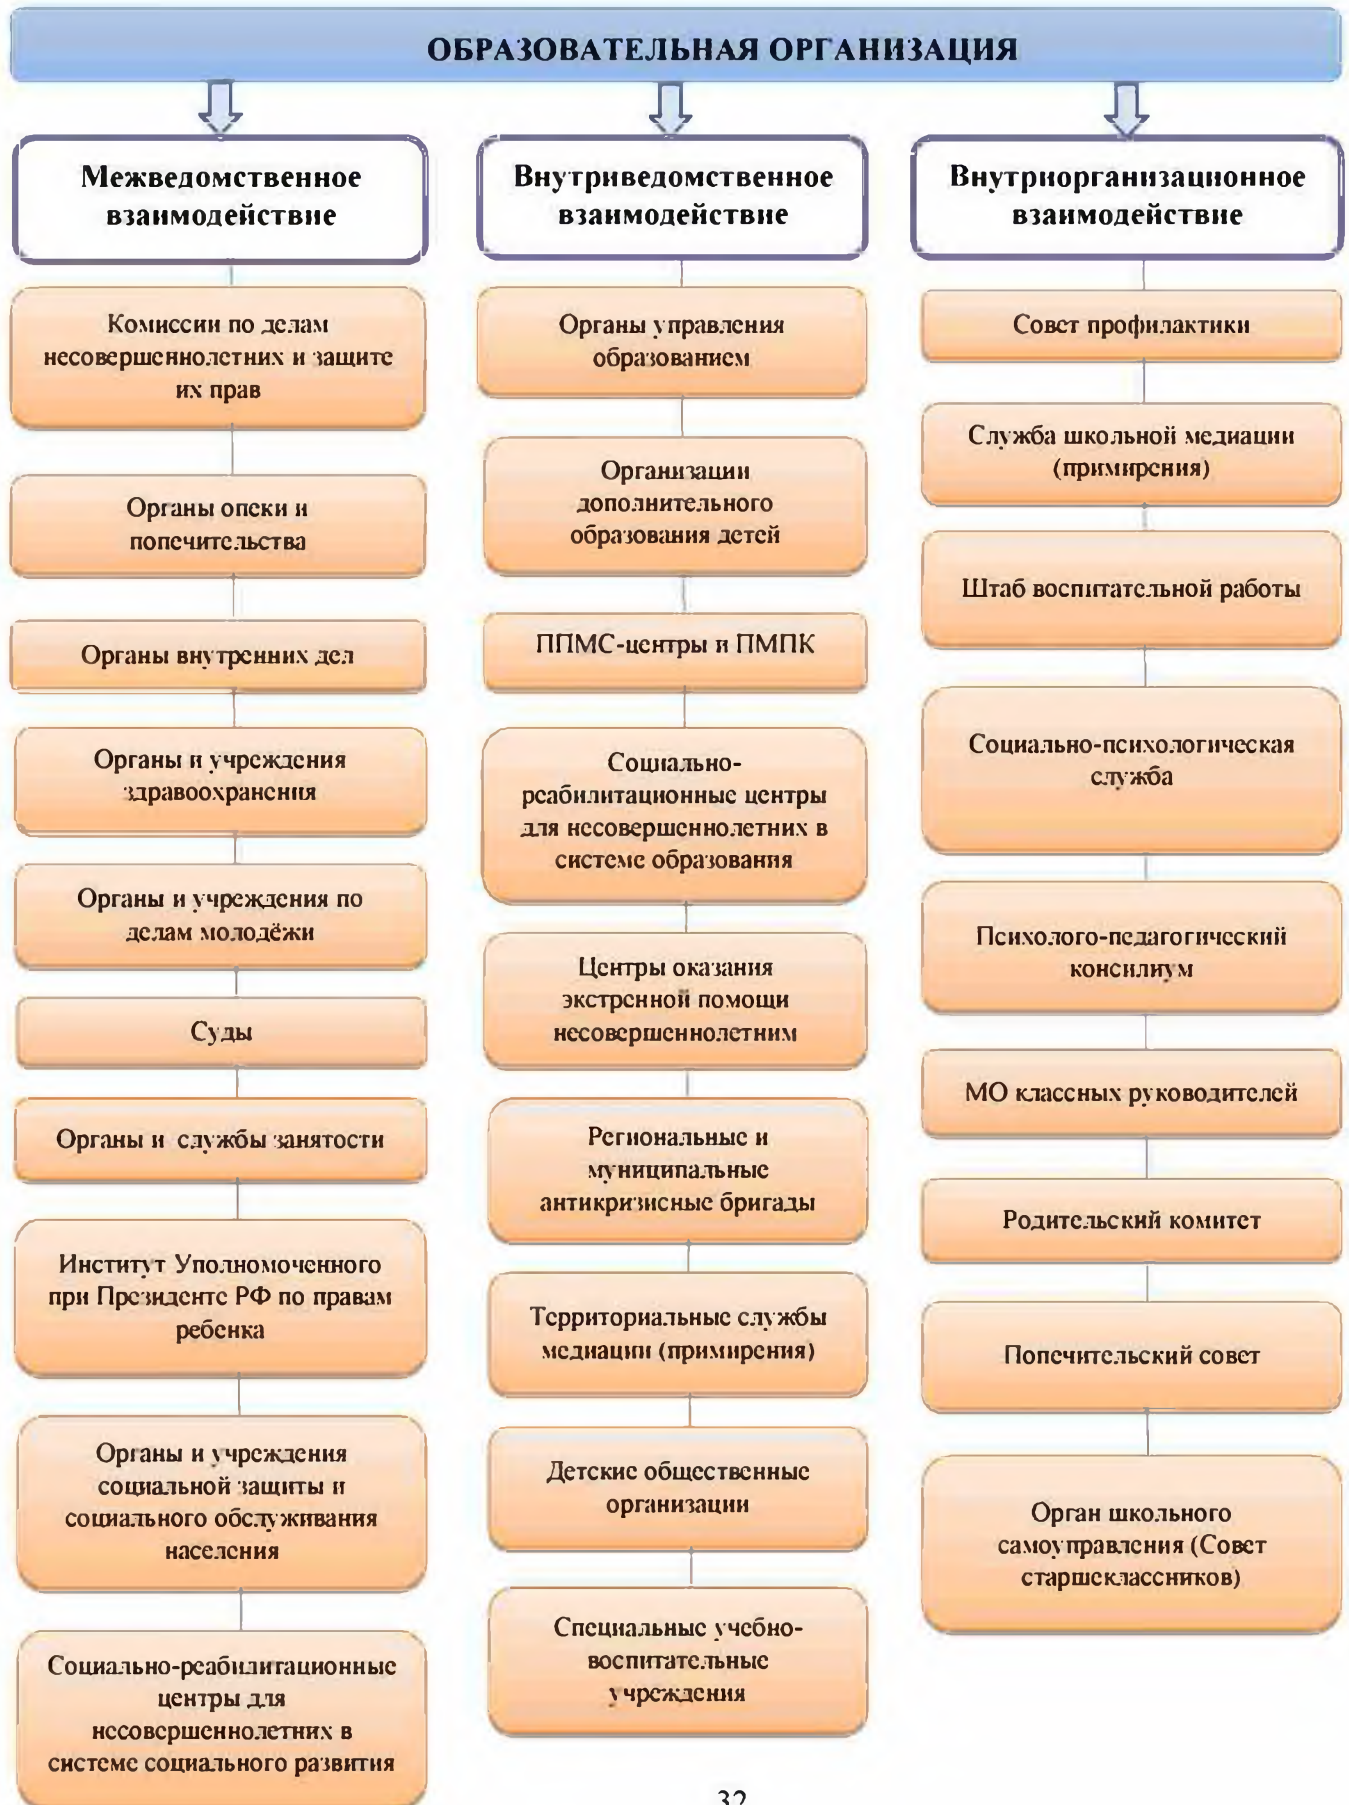 ОБРАЗОВАТЕЛЬНАЯ ОРГАНИЗАЦИЯ
Межведомственное
взаимодействие
Комиссии по делам
несовершеннолетних и защите
их прав
Органы опеки и
попечительства
Органы внутренних дел
Органы и учреждения
здравоохранения
Органы и учреждения по
делам молодёжи
Суды
Органы и службы занятости
Институт Уполномоченного
при Президенте РФ по правам
ребенка
Органы и учреждения
социальной защиты и
социального обслуживания
населения
Социально-реабилитационные
центры для
несовершеннолетних в
системе социального развития
Внутриведомственное
взаимодействие
Органы управления
образованием
Организации
дополнительного
образования детей
ППМС-центры и ПМПК
Социально-
реабилитационные центры
для несовершеннолетних в
системе образования
Центры оказания
экстренной помощи
несовершеннолетним
Региональные и
муниципальные
антикризисные бригады
Территориальные службы
медиации (примирения)
Детские общественные
организации
Специальные учебно-
воспитательные
учреждения
Внутриорганизационное
взаимодействие
Совет профилактики
Служба школьной медиации
(примирения)
Штаб воспитательной работы
Социально-психологическая
служба
Психолого-педагогический
консилиум
МО классных руководителей
Родительский комитет
Попечительский совет
Орган школьного
самоуправления (Совет
старшеклассников)
32